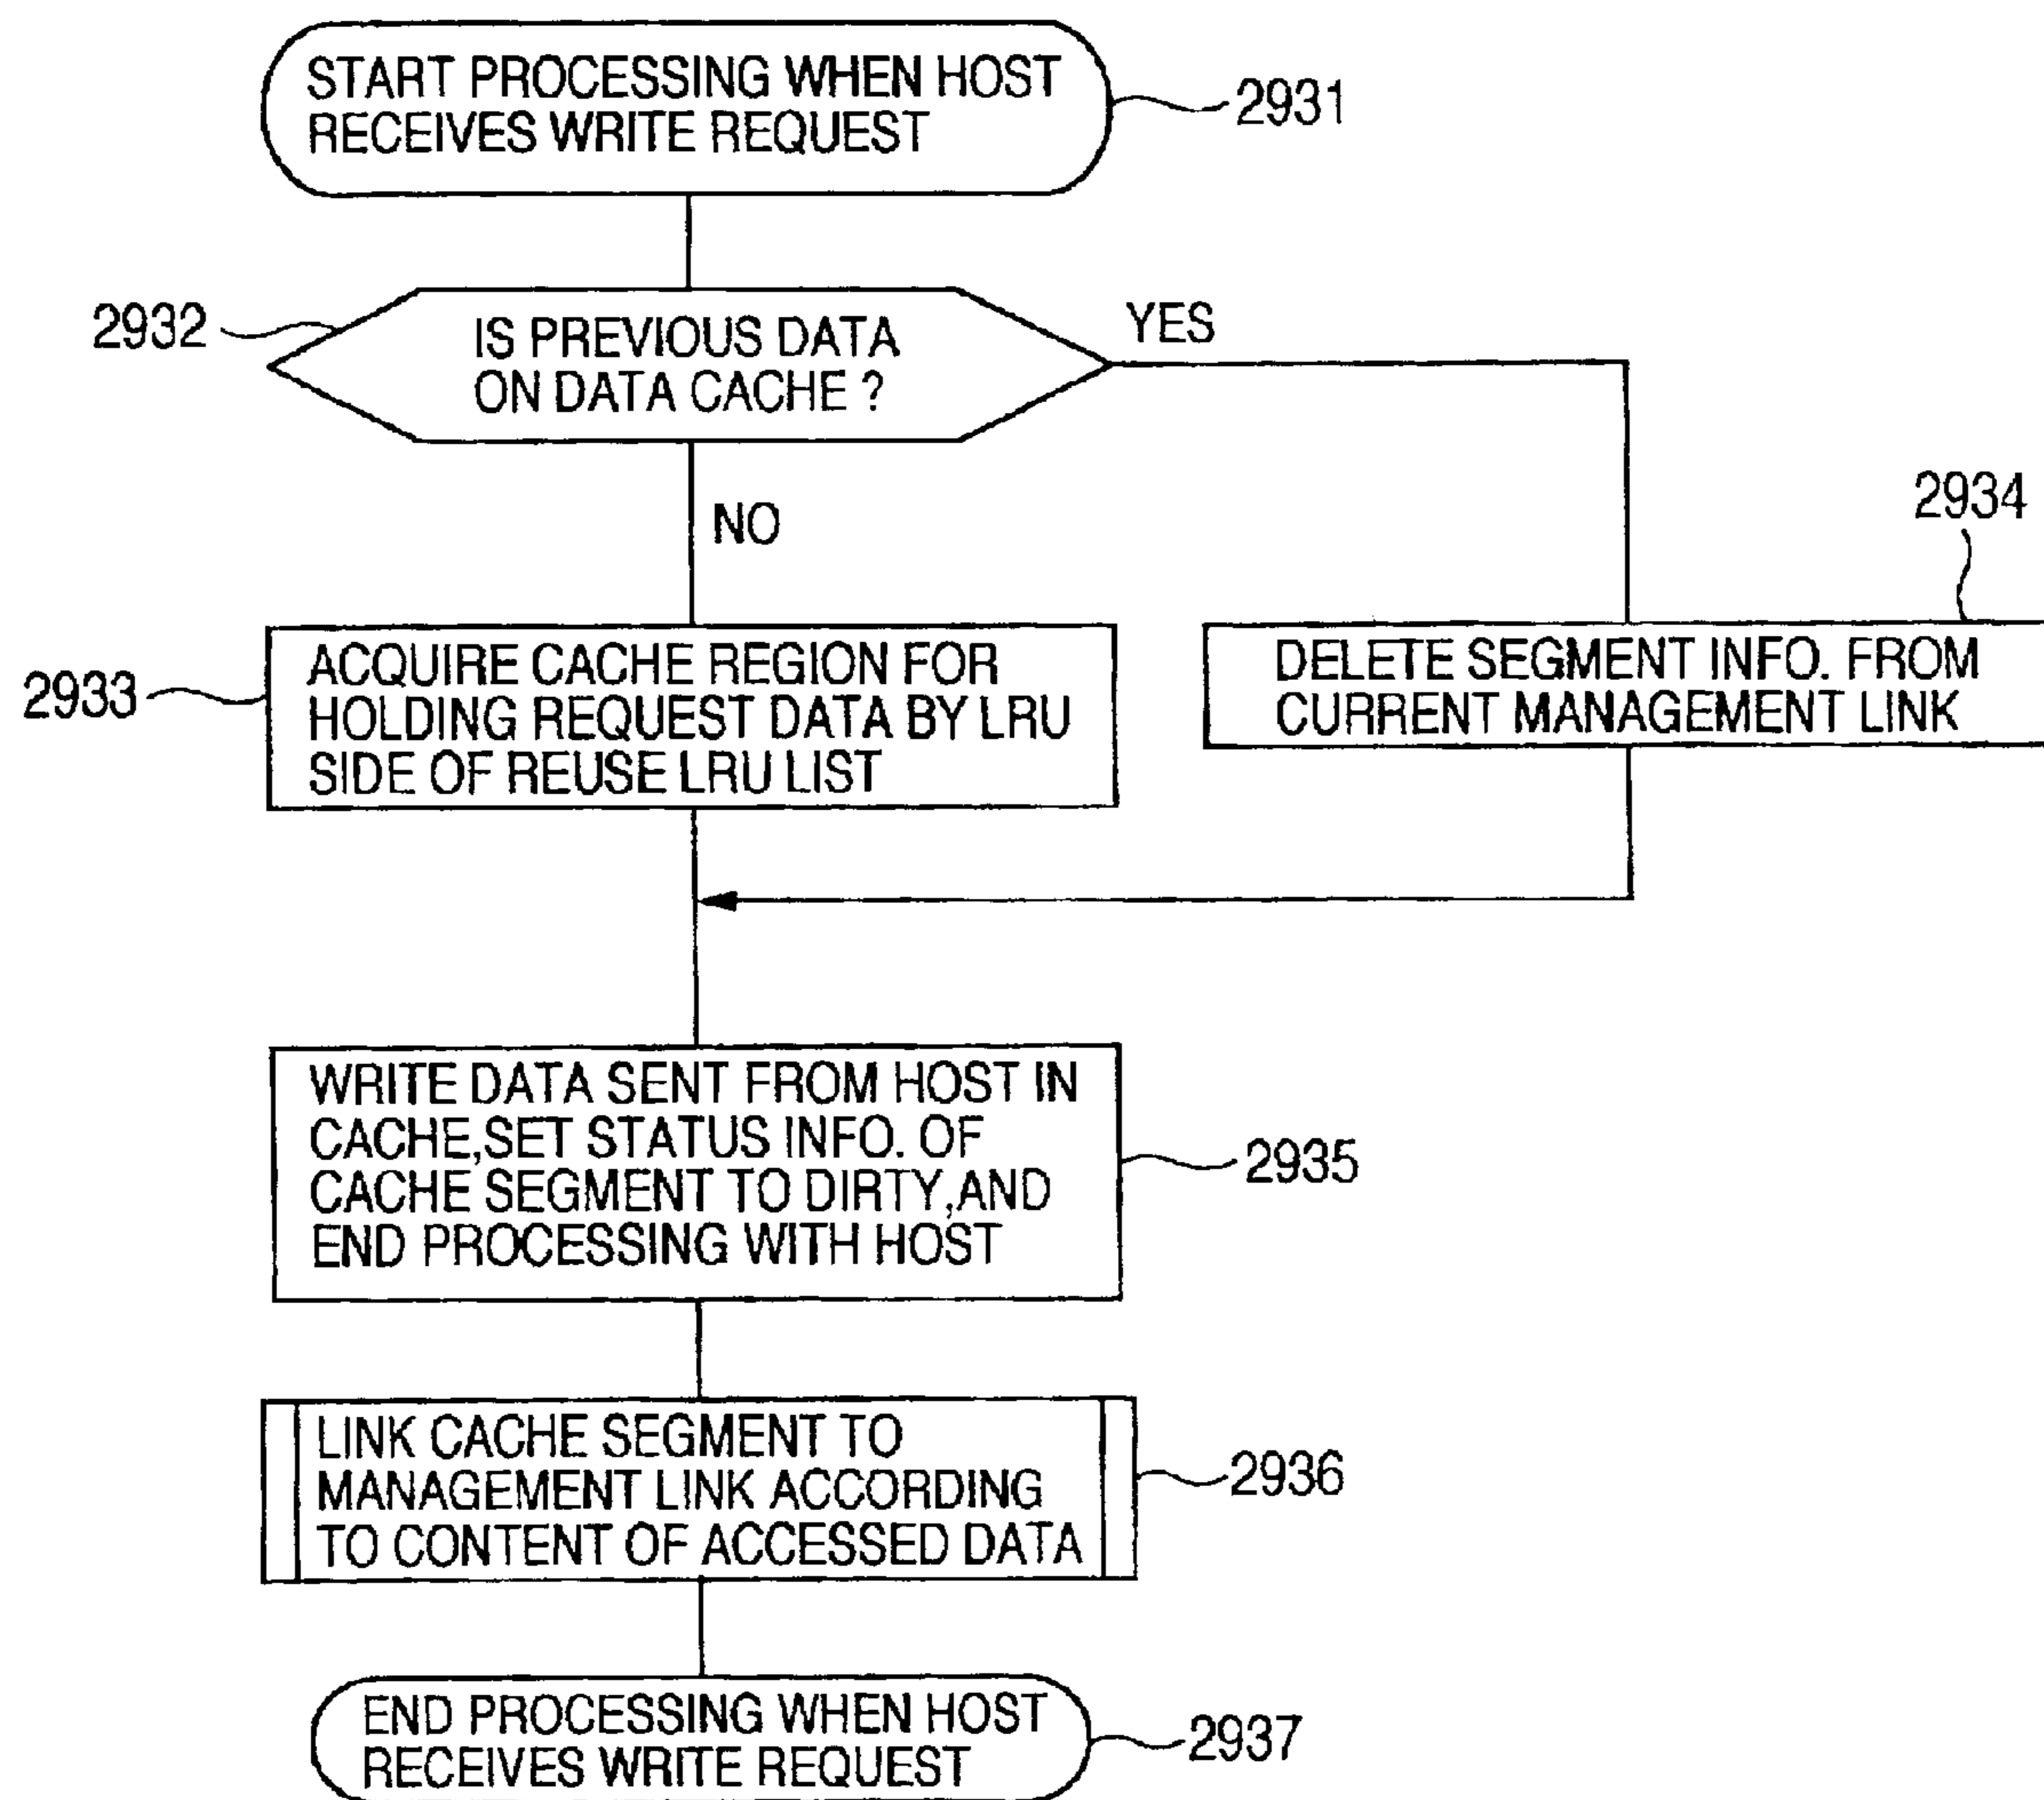 START PROCESSING WHEN HOST
RECEIVES WRITE REQUEST
2931
2932
IS PREVIOUS DATA
ON DATA CACHE ?
YES
NO
2934
2933
ACQUIRE CACHE REGION FOR
HOLDING REQUEST DATA BY LRU
SIDE OF REUSE LRU LIST
DELETE SEGMENT INFO. FROM
CURRENT MANAGEMENT LINK
WRITE DATA SENT FROM HOST IN
CACHE,SET STATUS INFO. OF
CACHE SEGMENT TO DIRTY,AND
END PROCESSING WITH HOST
2935
LINK CACHE SEGMENT TO
MANAGEMENT LINK ACCORDING
TO CONTENT OF ACCESSED DATA
2936
END PROCESSING WHEN HOST
RECEIVES WRITE REQUEST
2937